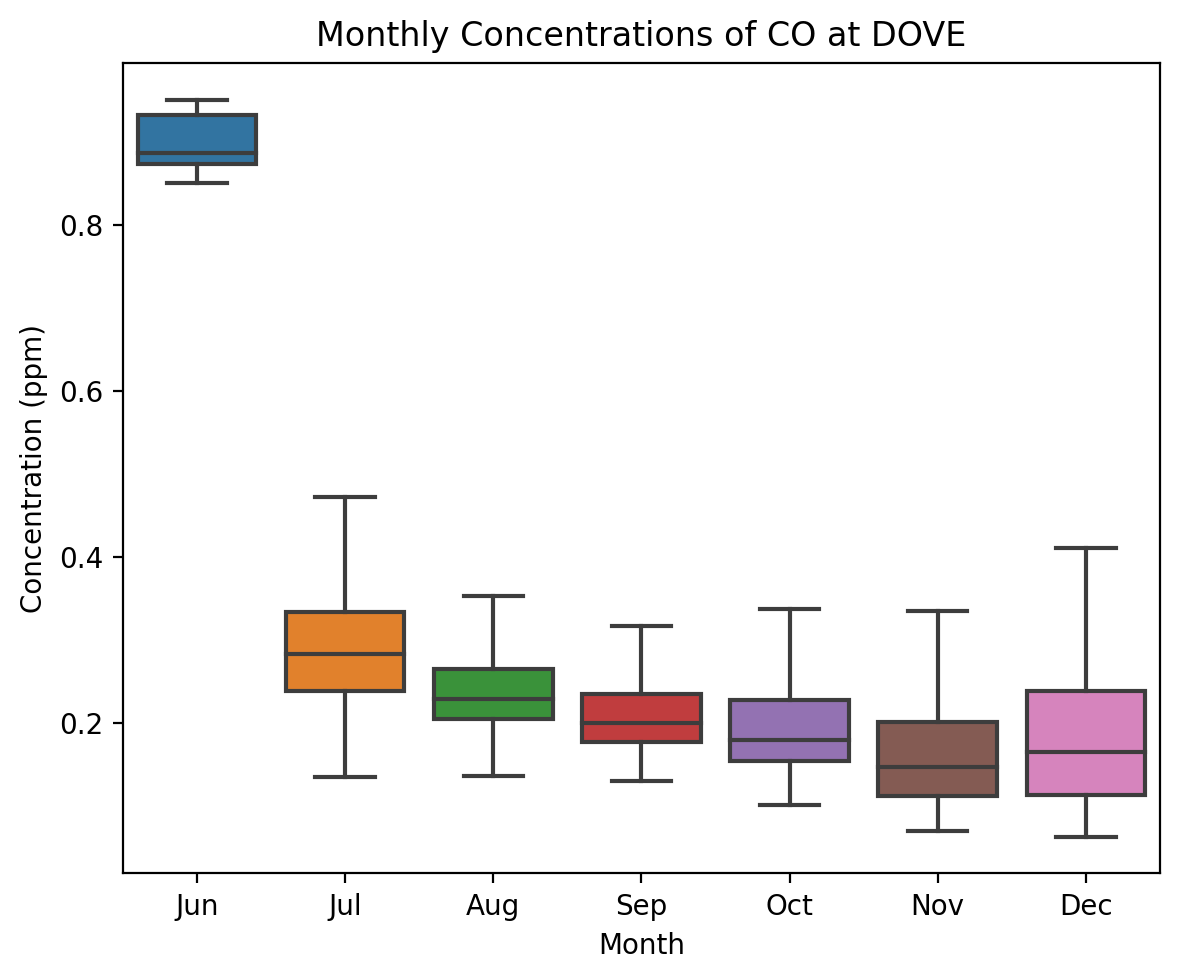 Monthly Concentrations of CO at DOVE
Concentration (ppm)
0.8
0.6
0.4
0.2
Jun Jul Aug Sep Oct Nov Dec
Month